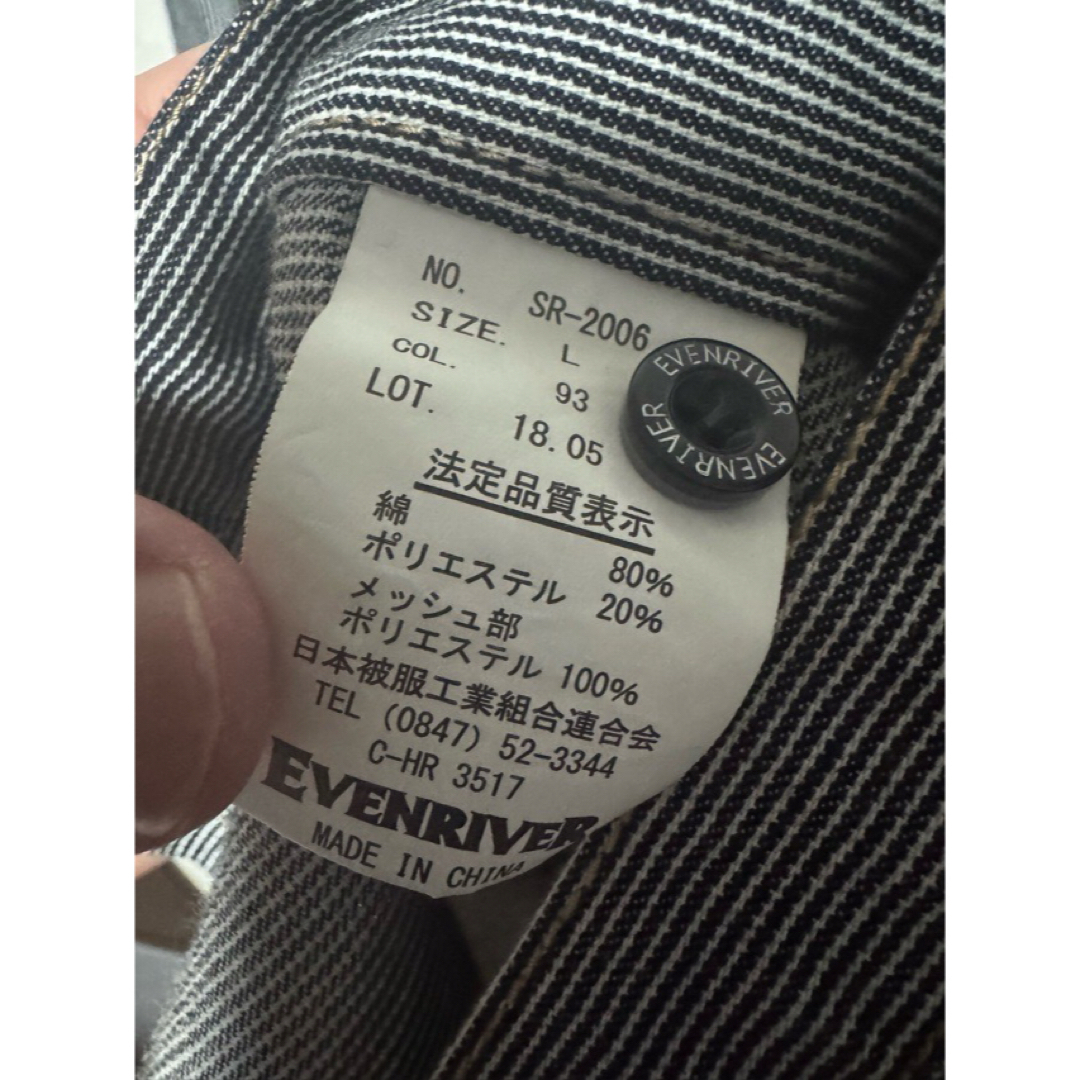 NO. SR-2006
SIZE. L
COL. 93
LOT. 18.05
法定品質表示
綿 80%
ポリエステル 20%
メッシュ部
ポリエステル 100%
日本被服工業組合連合会
TEL (0847) 52-3344
C-HR 3517
EVENRIVER
MADE IN CHINA
EVENRIVER
EVENRIVER